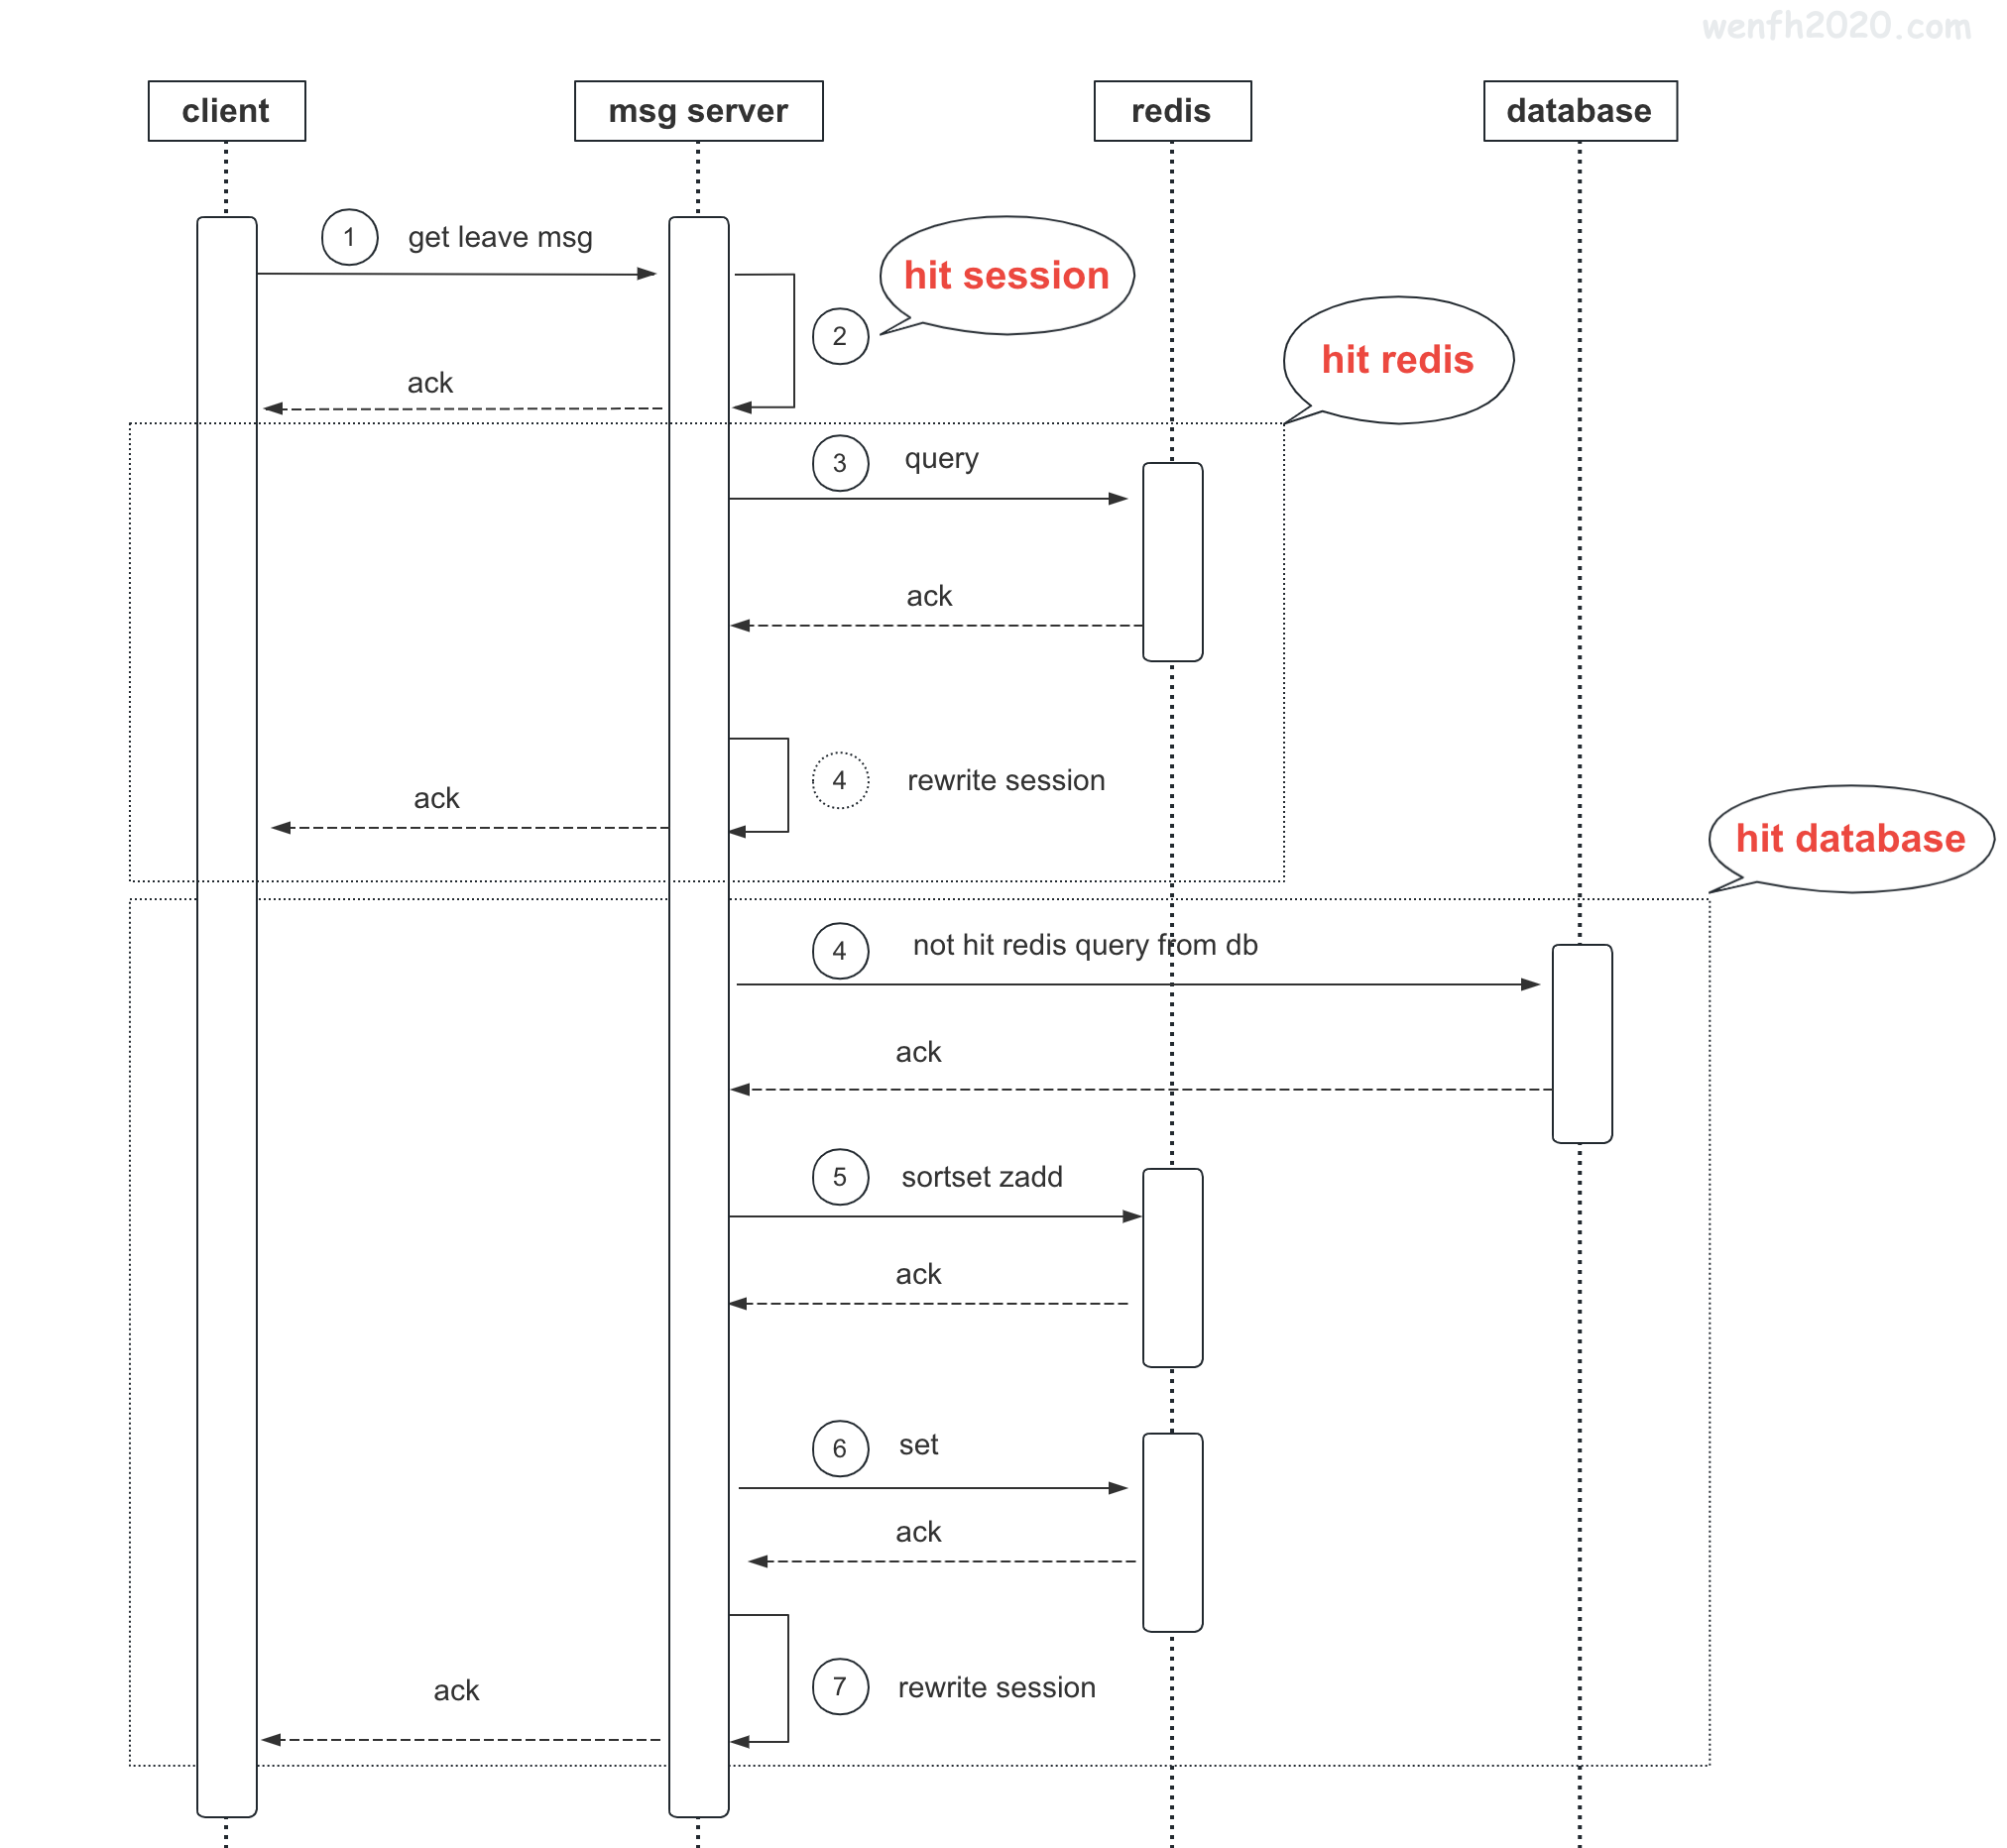 wenfh2020.com
client
msg server
redis
database
1 get leave msg
hit session
2
hit redis
ack
3 query
ack
4 rewrite session
ack
hit database
4 not hit redis query from db
ack
5 sortset zadd
ack
6 set
ack
7 rewrite session
ack